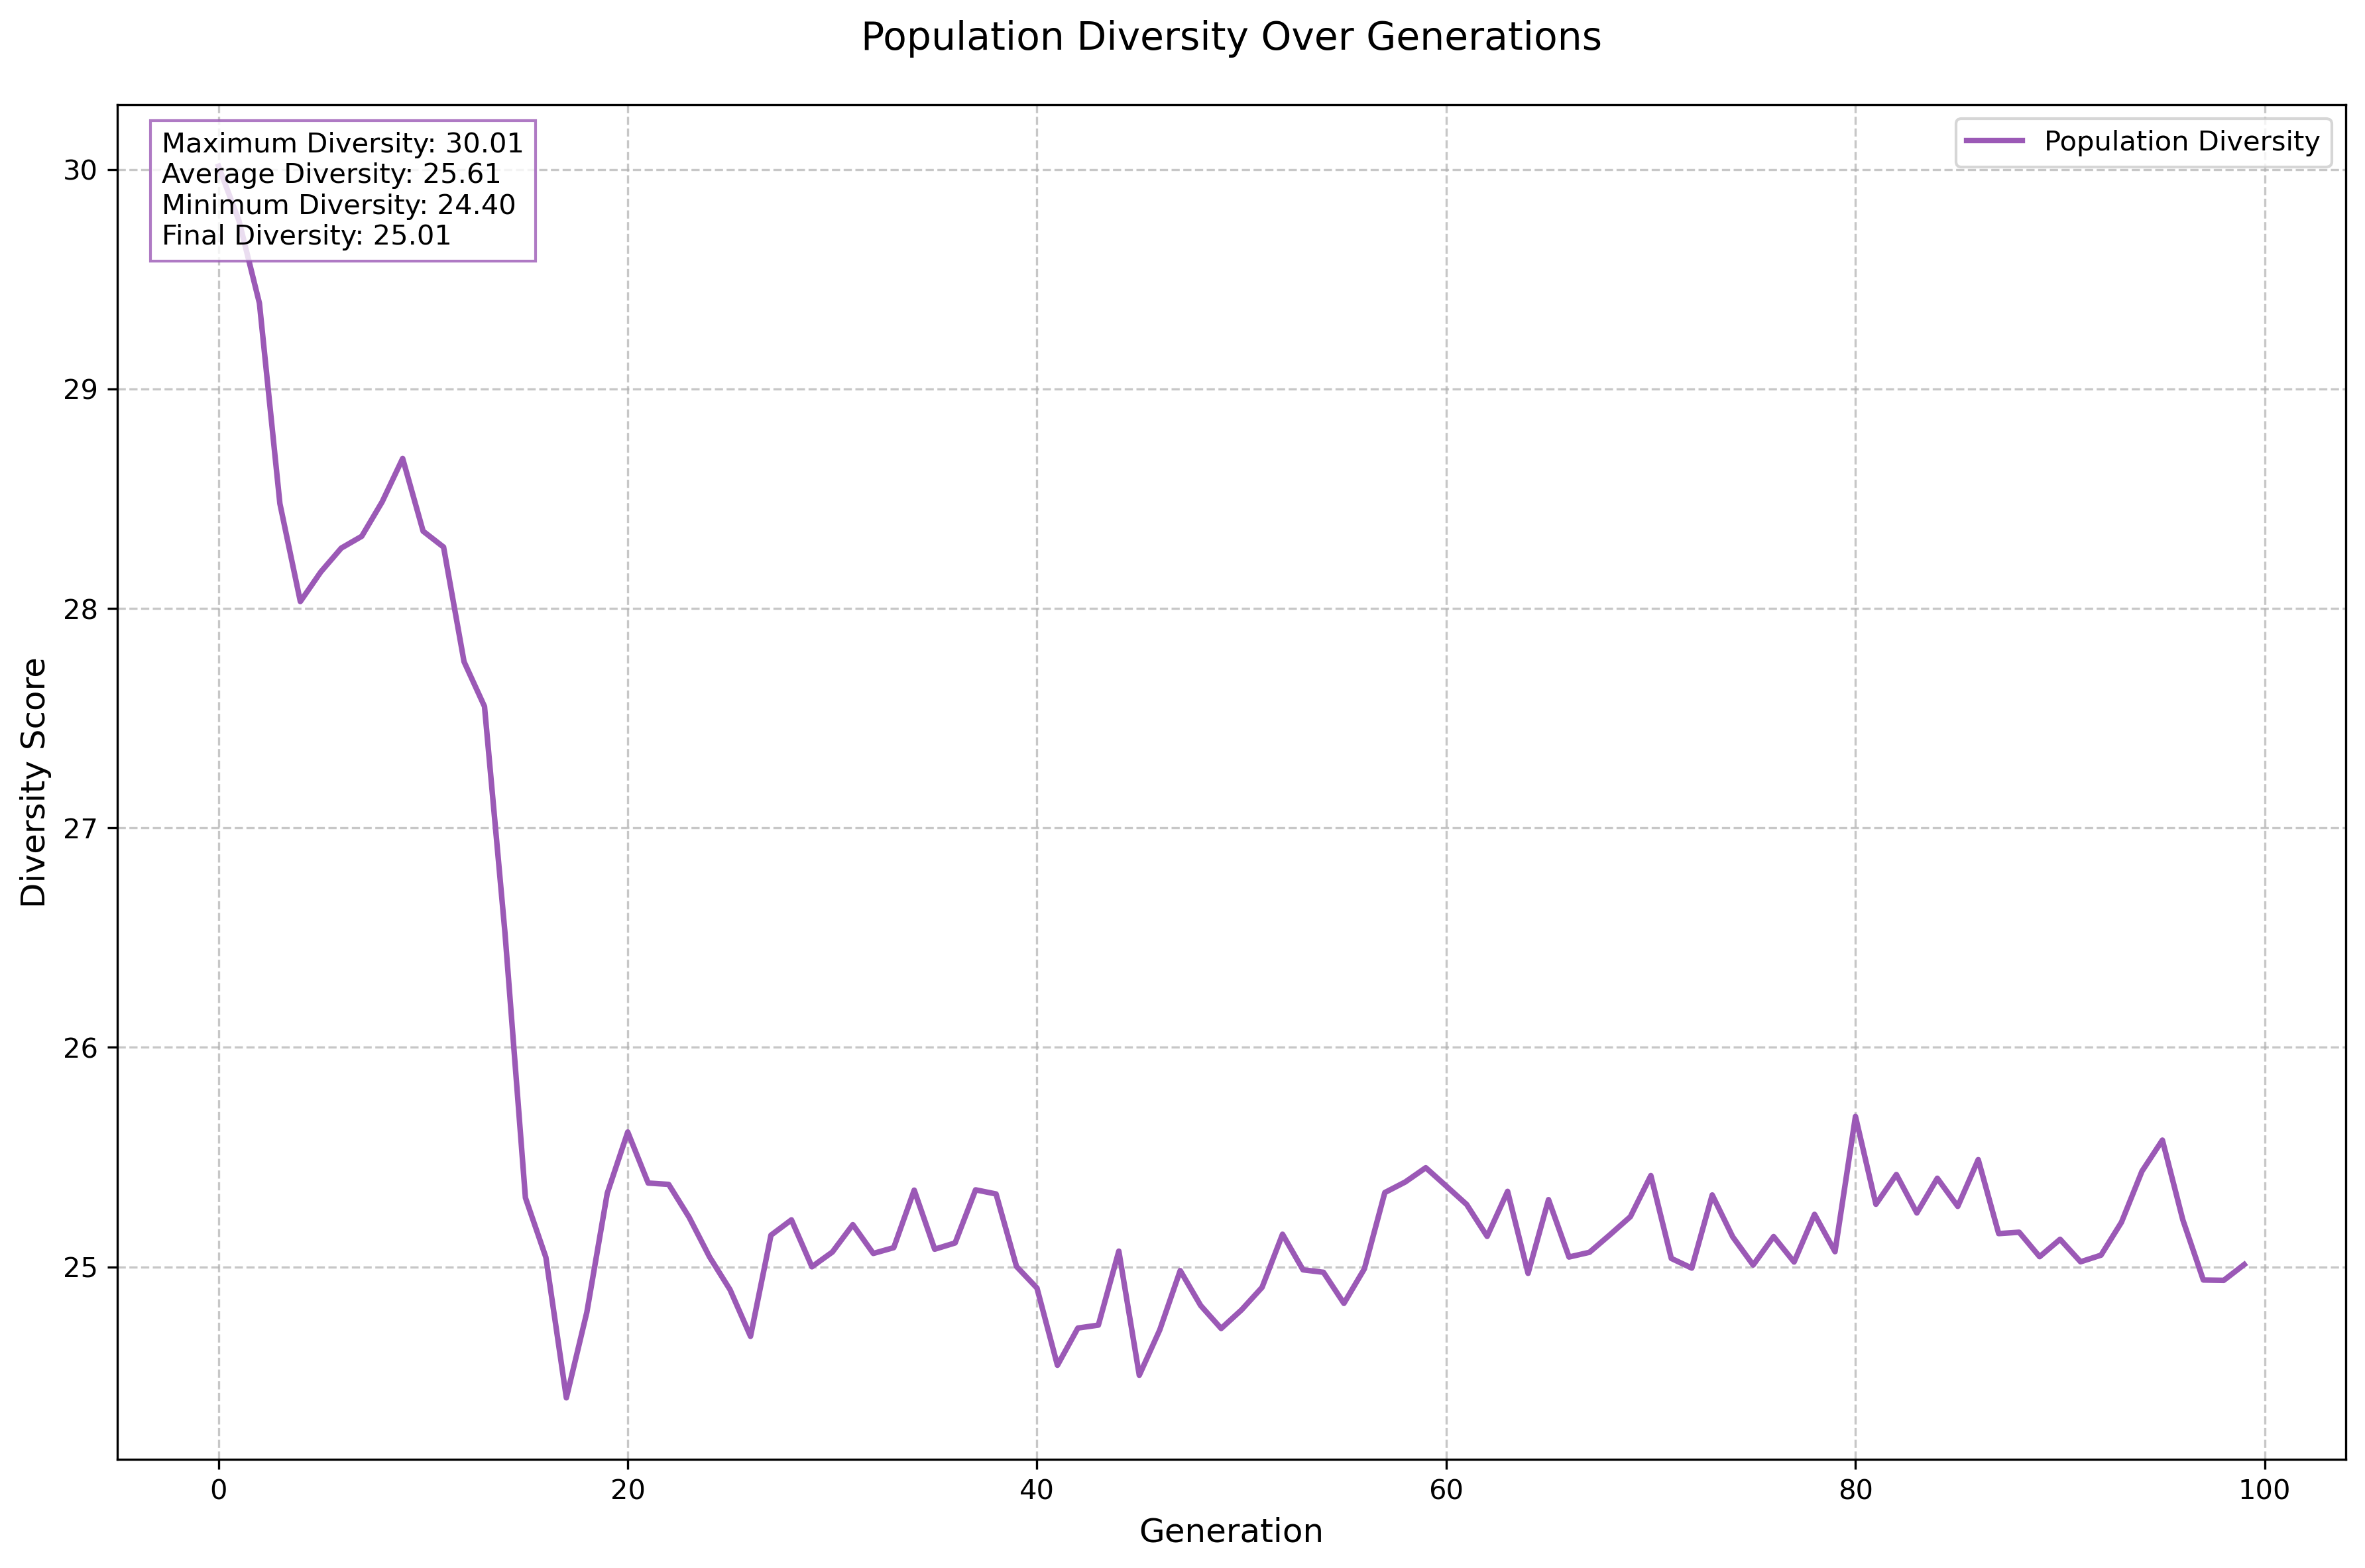 Population Diversity Over Generations
Maximum Diversity: 30.01
Average Diversity: 25.61
Minimum Diversity: 24.40
Final Diversity: 25.01
Population Diversity
30
29
28
27
26
25
Diversity Score
0 20 40 60 80 100
Generation